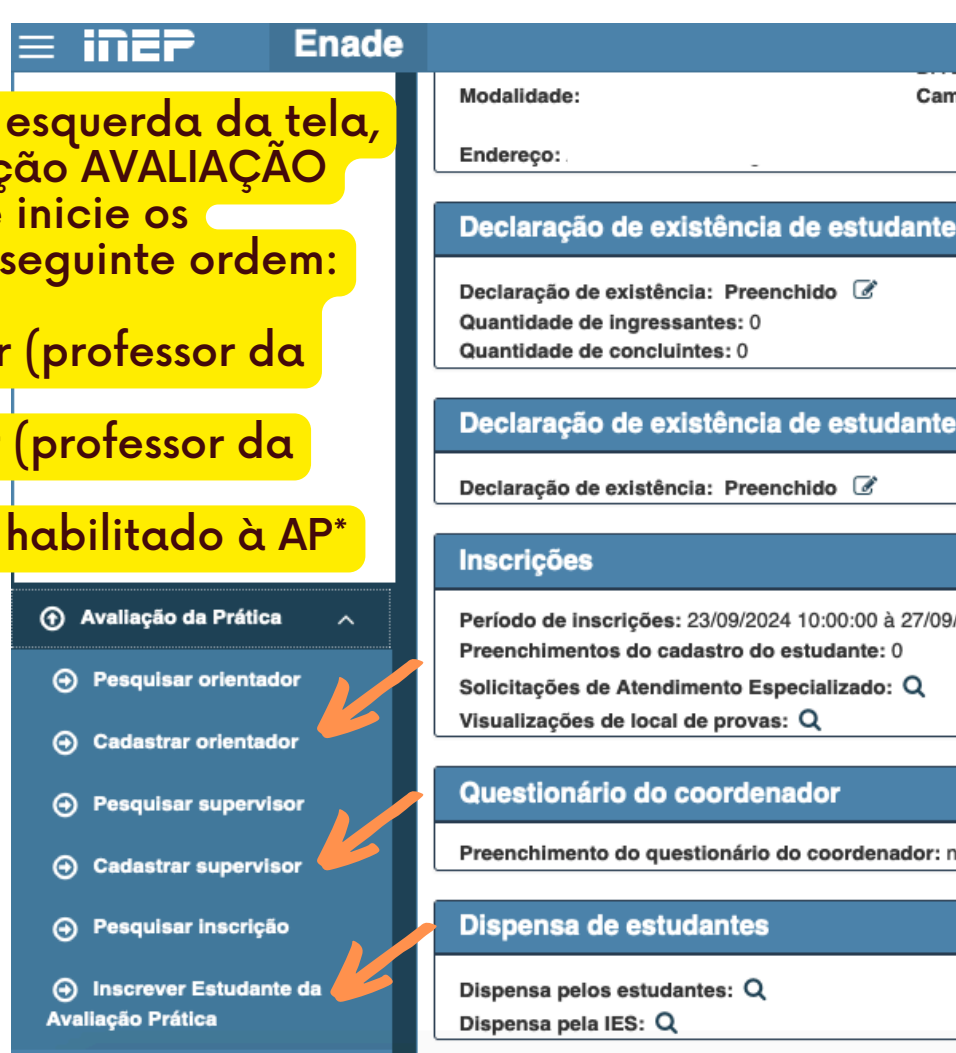 inep Enade
esquerda da tela,
ção AVALIAÇÃO
e inicie os
seguinte ordem:
r (professor da
(professor da
habilitado à AP*
Avaliação da Prática
Pesquisar orientador
Cadastrar orientador
Pesquisar supervisor
Cadastrar supervisor
Pesquisar inscrição
Inscrever Estudante da
Avaliação Prática
Modalidade: Cam
Endereço:
Declaração de existência de estudante
Declaração de existência: Preenchido
Quantidade de ingressantes: 0
Quantidade de concluintes: 0
Declaração de existência de estudante
Declaração de existência: Preenchido
Inscrições
Período de inscrições: 23/09/2024 10:00:00 à 27/09/
Preenchimentos do cadastro do estudante: 0
Solicitações de Atendimento Especializado:
Visualizações de local de provas:
Questionário do coordenador
Preenchimento do questionário do coordenador: n
Dispensa de estudantes
Dispensa pelos estudantes:
Dispensa pela IES: